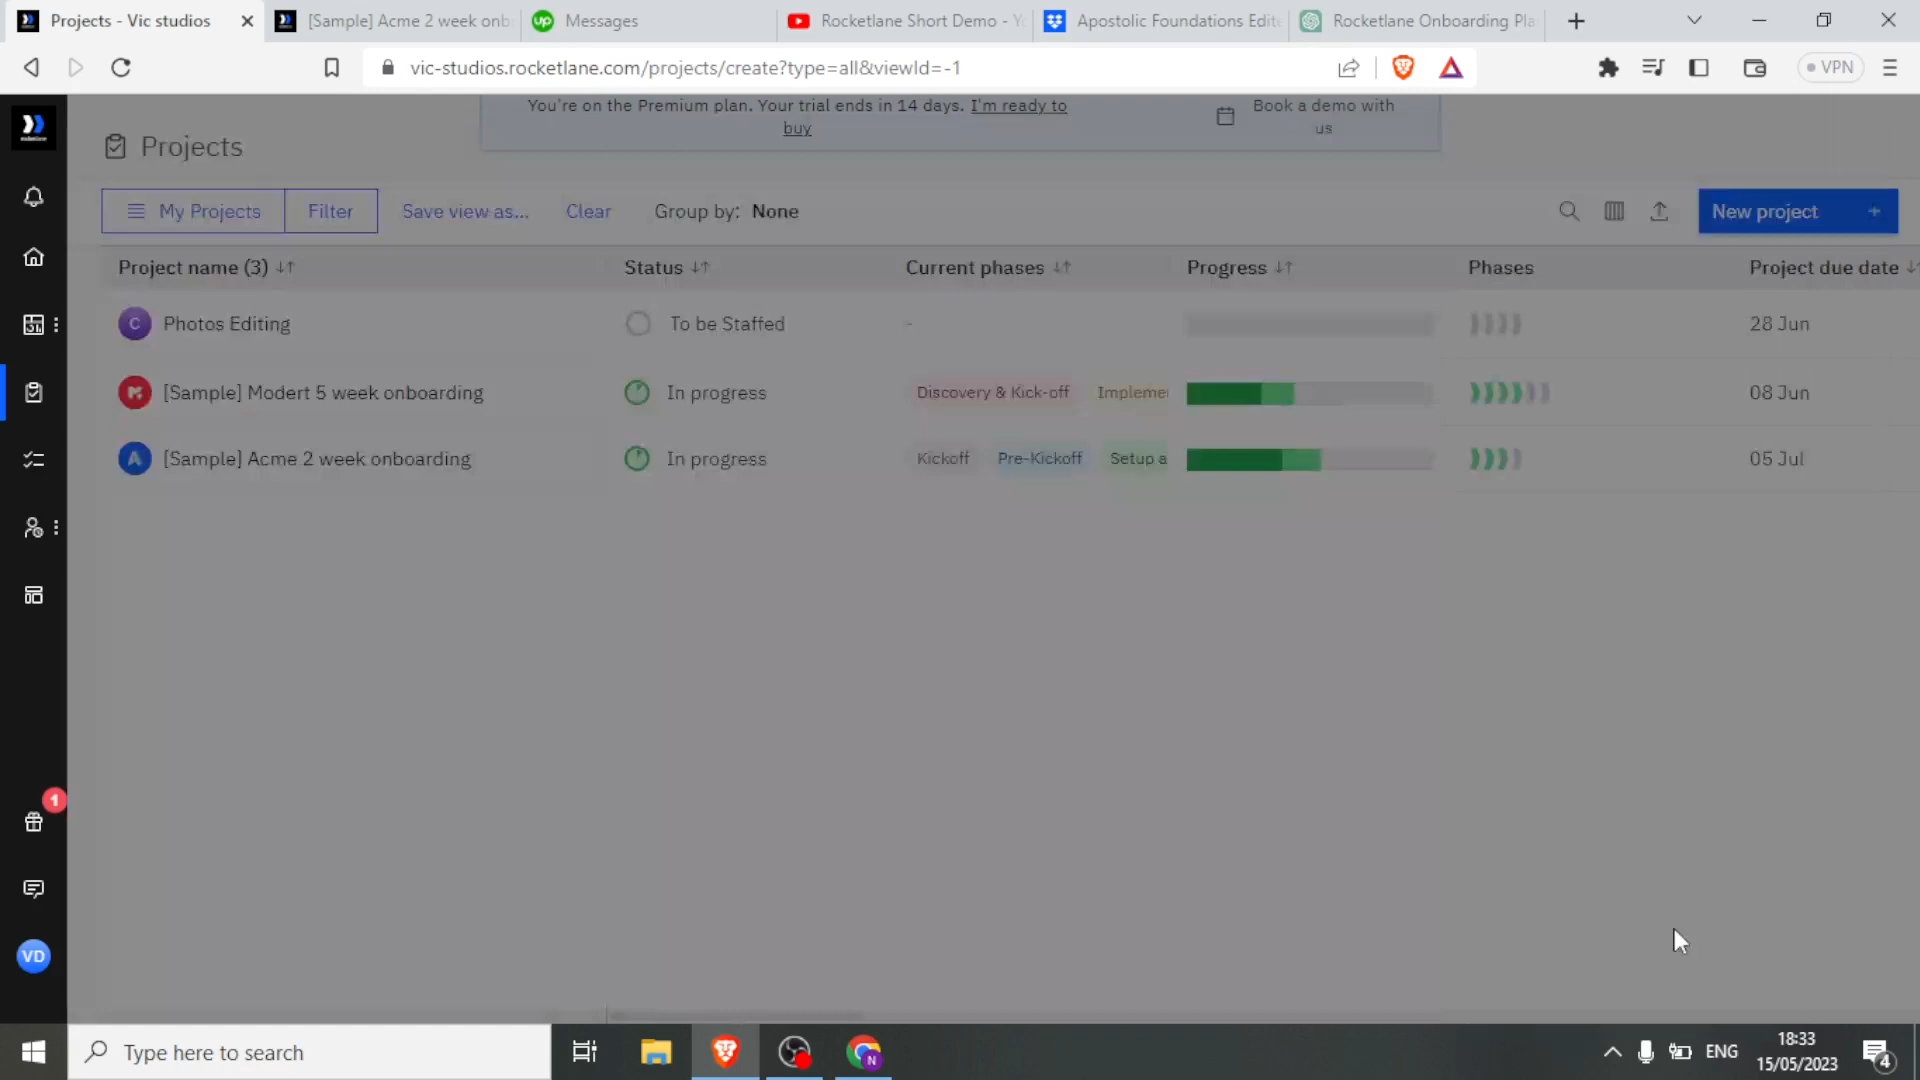 Projects - Vic studios
[Sample] Acme 2 week onb
Messages
Rocketlane Short Demo - Yo
Apostolic Foundations Edit
Rocketlane Onboarding Pla
vic-studios.rocketlane.com/projects/create?type=all&viewId=-1
VPN
You're on the Premium plan. Your trial ends in 14 days. I'm ready to
buy
Book a demo with
us
Projects
My Projects
Filter
Save view as...
Clear
Group by: None
New project +
Project name (3)
Status
Current phases
Progress
Phases
Project due date
C
Photos Editing
To be Staffed
-
28 Jun
[Sample] Modert 5 week onboarding
In progress
Discovery & Kick-off
Implemen
08 Jun
A
[Sample] Acme 2 week onboarding
In progress
Kickoff
Pre-Kickoff
Setup a
05 Jul
1
VD
Type here to search
N
ENG
18:33
15/05/2023
4